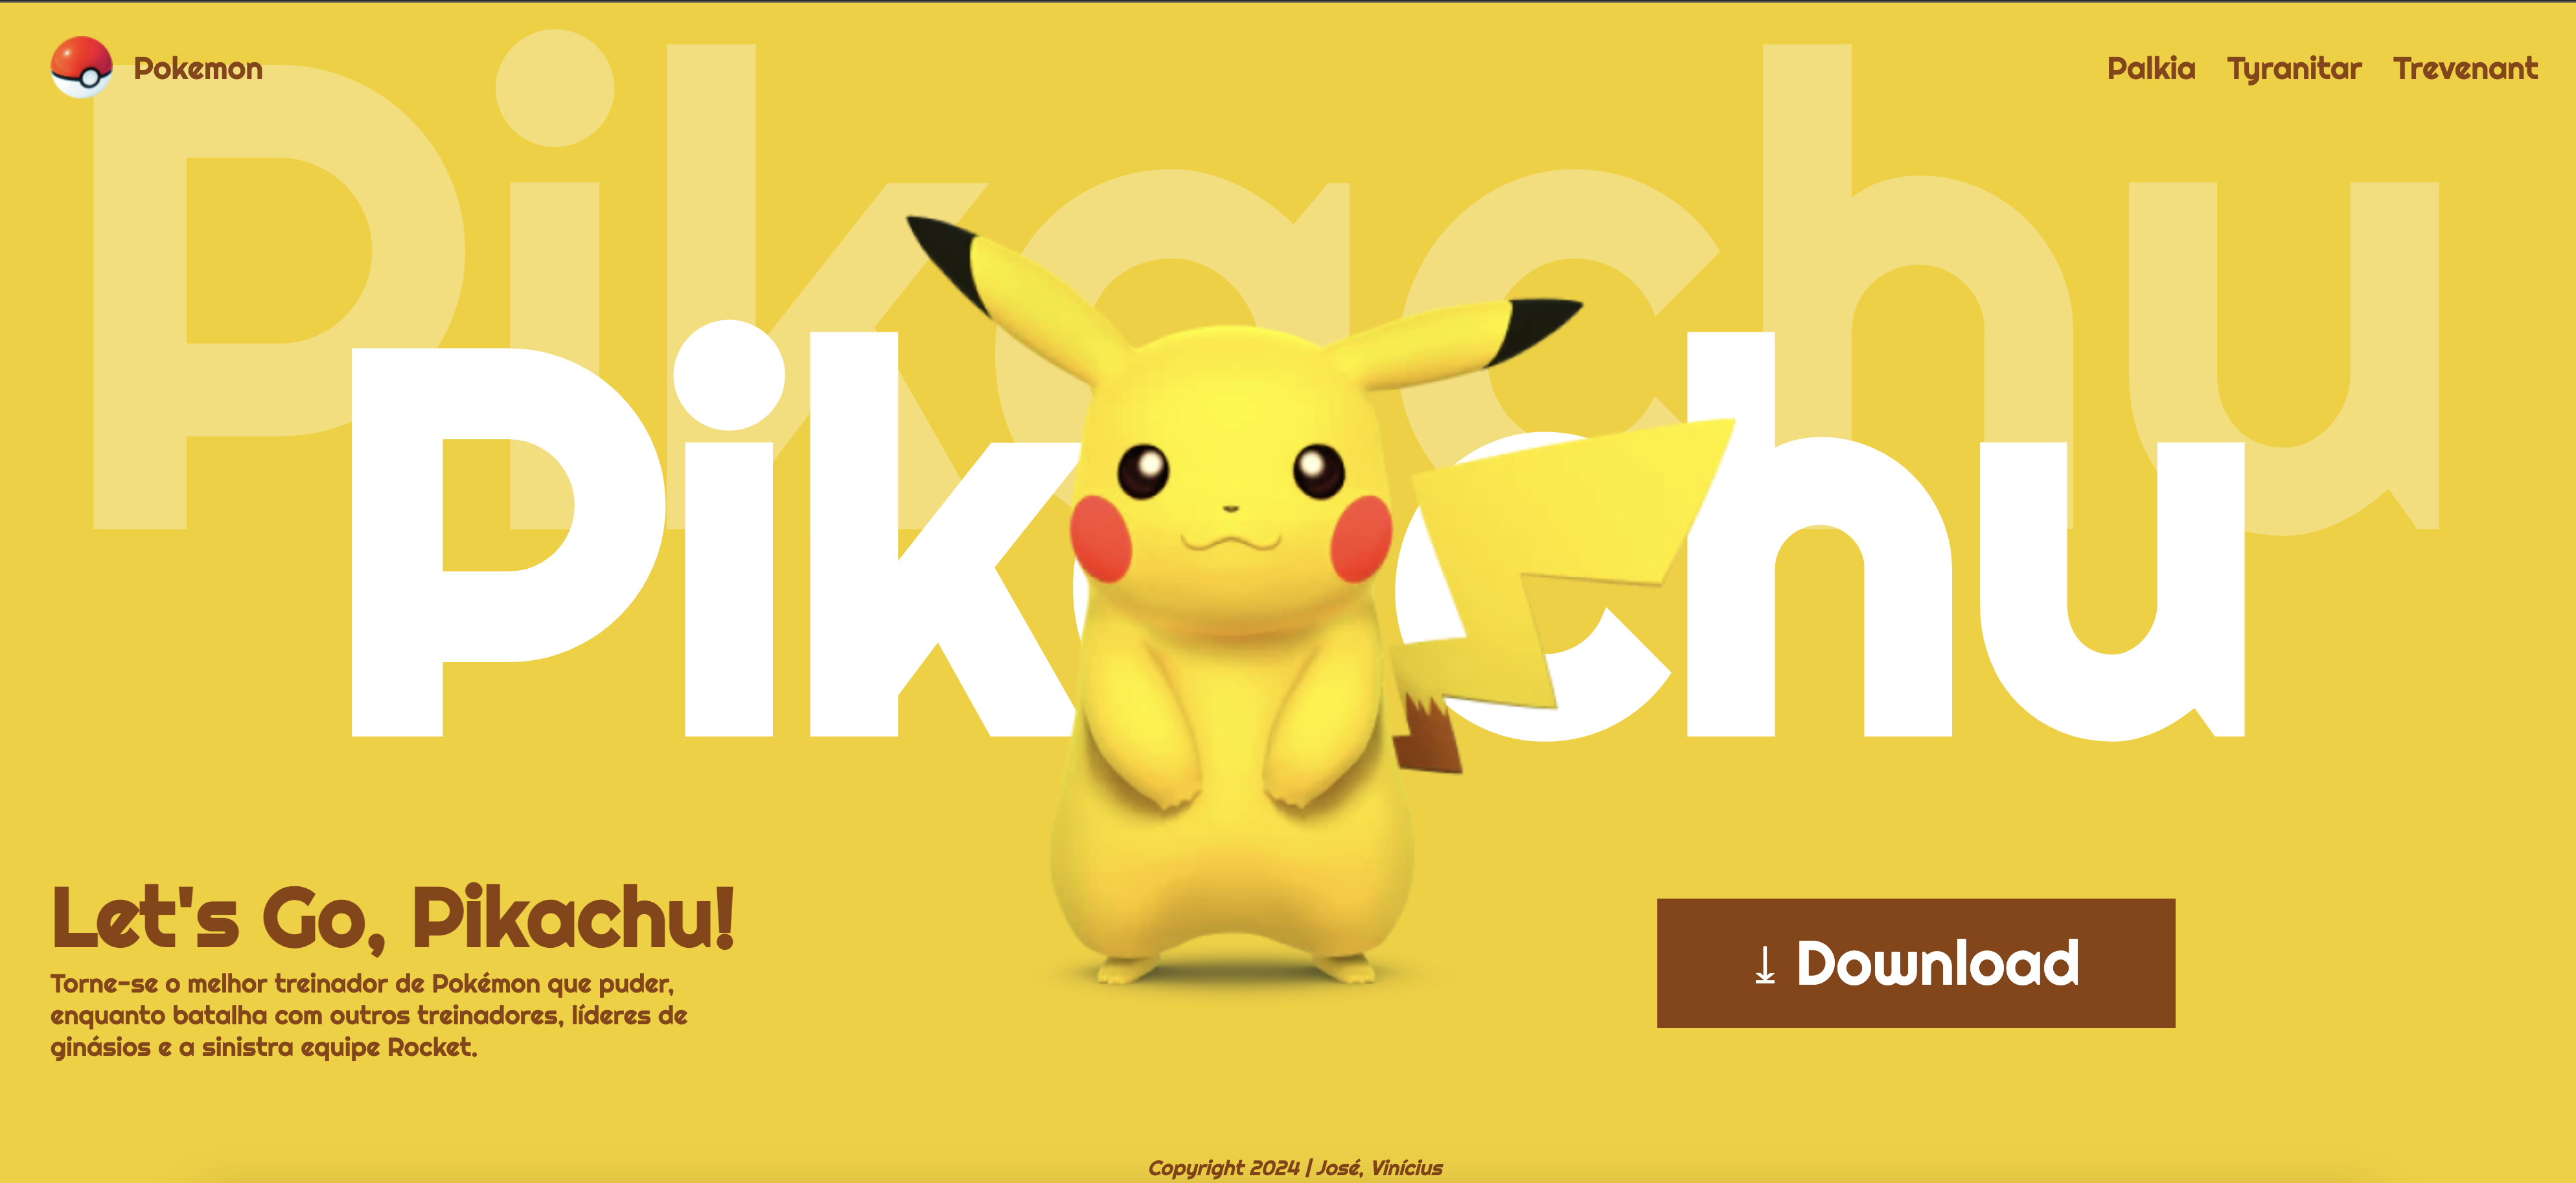 Pokemon
Palkia Tyranitar Trevenant
Pikachu
Pikachu
Let's Go, Pikachu!
Torne-se o melhor treinador de Pokémon que puder,
enquanto batalha com outros treinadores, líderes de
ginásios e a sinistra equipe Rocket.
Download
Copyright 2024 | José, Vinícius